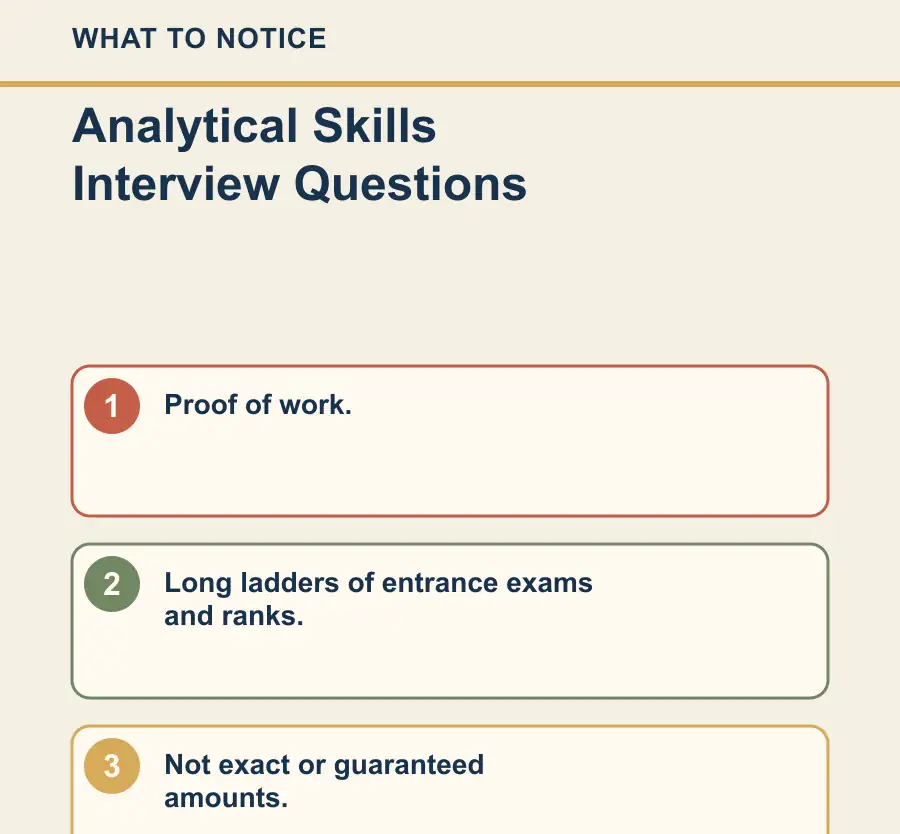 WHAT TO NOTICE
Analytical Skills
Interview Questions
1
Proof of work.
2
Long ladders of entrance exams
and ranks.
3
Not exact or guaranteed
amounts.